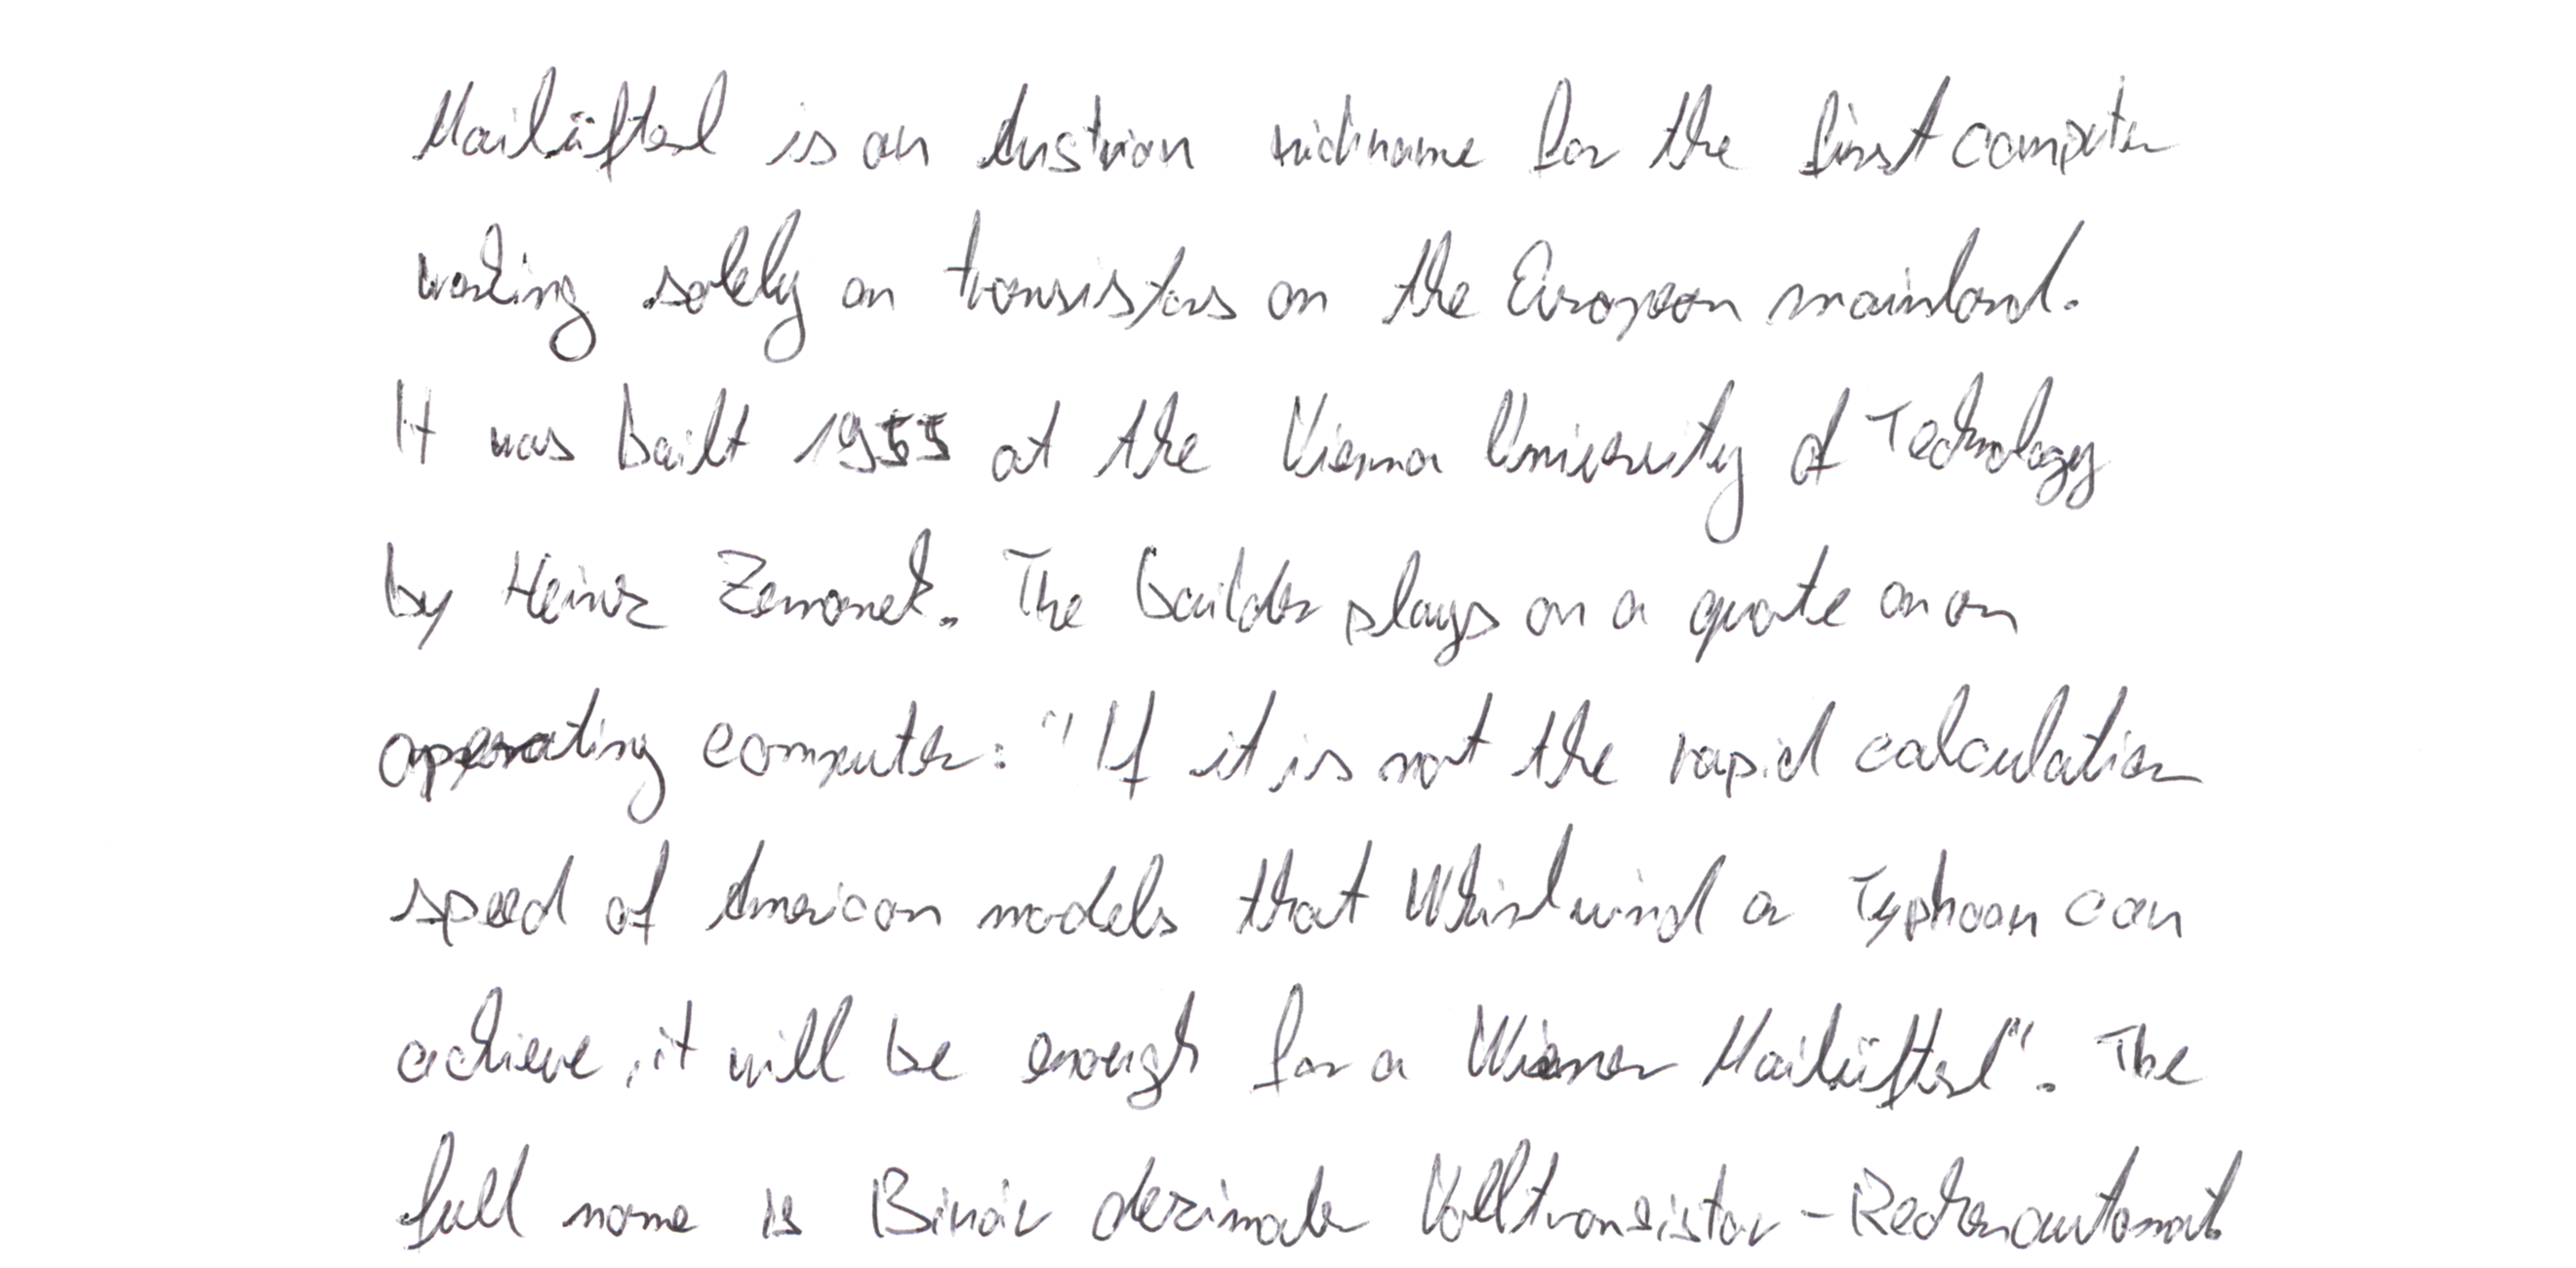 Mailüfterl is an Austrian nickname for the first computer
working solely on transistors on the European mainland.
It was built 1955 at the Vienna University of Technology
by Heinz Zemanek. The builder plays on a quote on an
operating computer: "If it is not the rapid calculation
speed of American models that Whirlwind or Typhoon can
achieve, it will be enough for a Wiener Mailüfterl". The
full name is Binär dezimaler Volltransistor-Rechenautomat